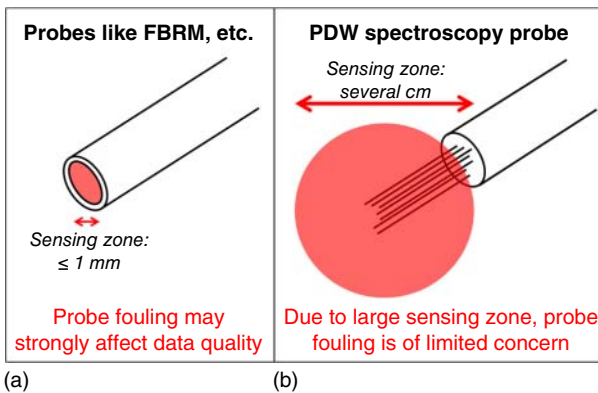 Probes like FBRM, etc.
Sensing zone:
≤ 1 mm
Probe fouling may
strongly affect data quality
(a)
PDW spectroscopy probe
Sensing zone:
several cm
Due to large sensing zone, probe
fouling is of limited concern
(b)